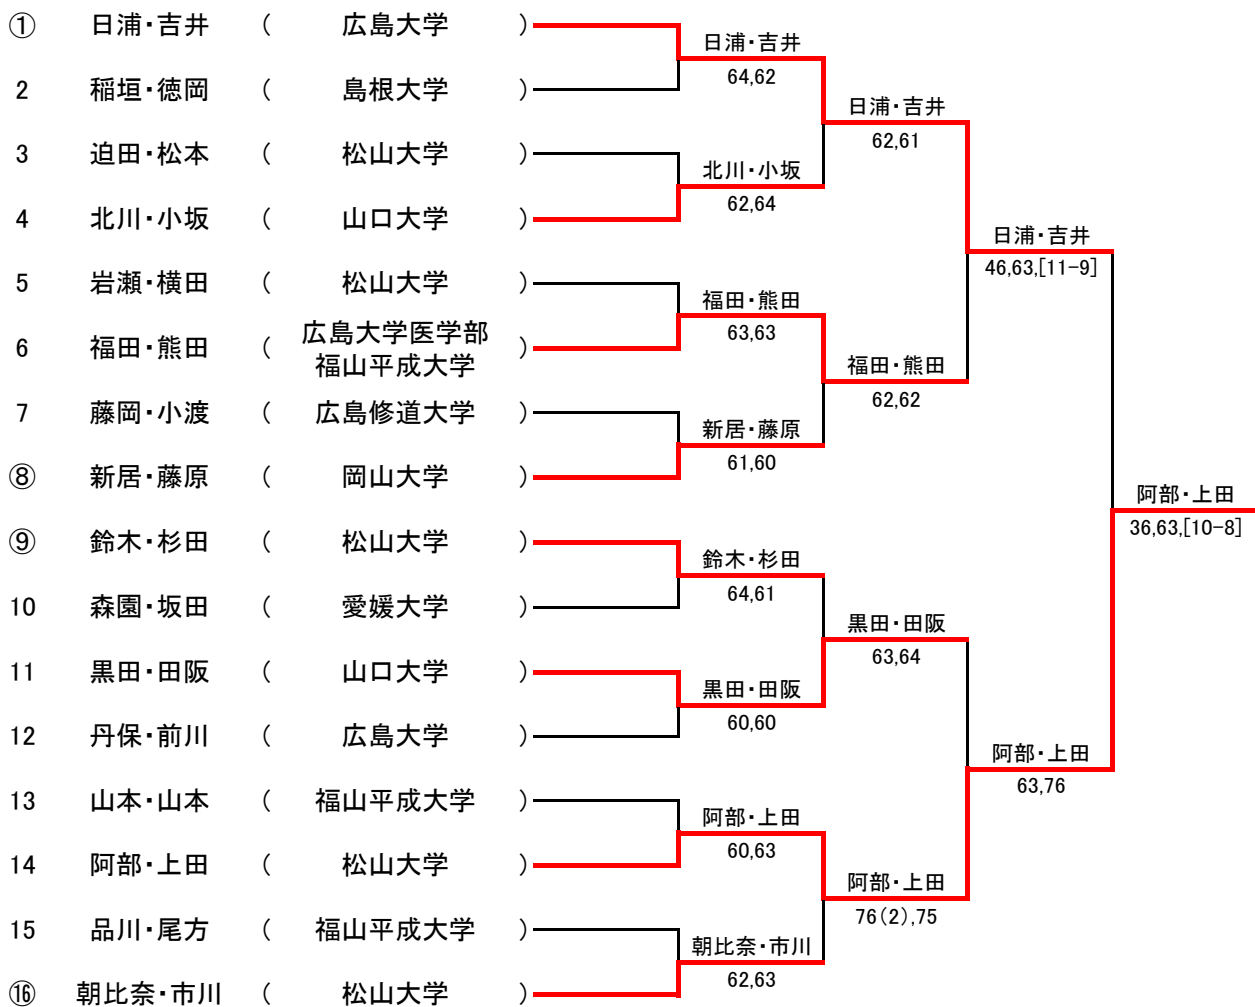 ① 日浦・吉井 ( 広島大学 )
日浦・吉井
64,62
2 稲垣・徳岡 ( 島根大学 )
日浦・吉井
62,61
3 迫田・松本 ( 松山大学 )
北川・小坂
62,64
4 北川・小坂 ( 山口大学 )
日浦・吉井
46,63,[11-9]
5 岩瀬・横田 ( 松山大学 )
福田・熊田
63,63
6 福田・熊田 ( 広島大学医学部
福山平成大学 )
福田・熊田
62,62
7 藤岡・小渡 ( 広島修道大学 )
新居・藤原
61,60
⑧ 新居・藤原 ( 岡山大学 )
阿部・上田
36,63,[10-8]
⑨ 鈴木・杉田 ( 松山大学 )
鈴木・杉田
64,61
10 森園・坂田 ( 愛媛大学 )
黒田・田阪
63,64
11 黒田・田阪 ( 山口大学 )
黒田・田阪
60,60
12 丹保・前川 ( 広島大学 )
阿部・上田
63,76
13 山本・山本 ( 福山平成大学 )
阿部・上田
60,63
14 阿部・上田 ( 松山大学 )
阿部・上田
76(2),75
15 品川・尾方 ( 福山平成大学 )
朝比奈・市川
62,63
⑯ 朝比奈・市川 ( 松山大学 )